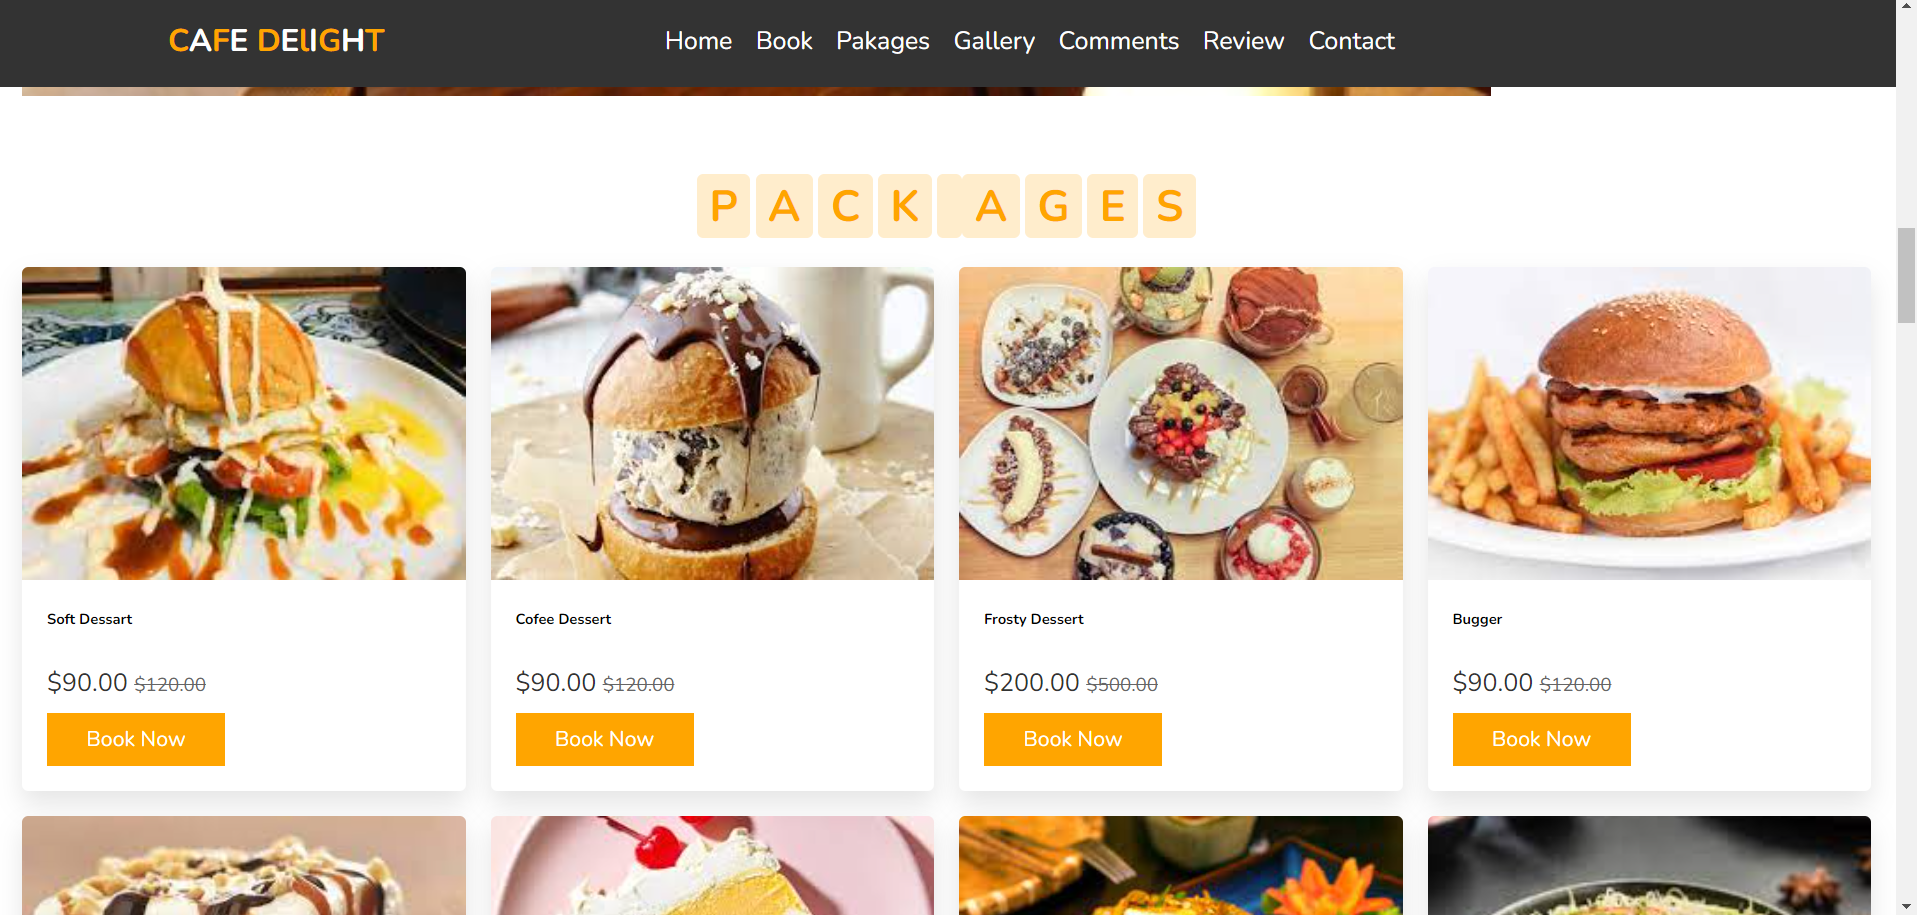 CAFE DElIGHT
Home Book Pakages Gallery Comments Review Contact
PACK AGES
Soft Dessart
$90.00 $120.00
Book Now
Cofee Dessert
$90.00 $120.00
Book Now
Frosty Dessert
$200.00 $500.00
Book Now
Bugger
$90.00 $120.00
Book Now